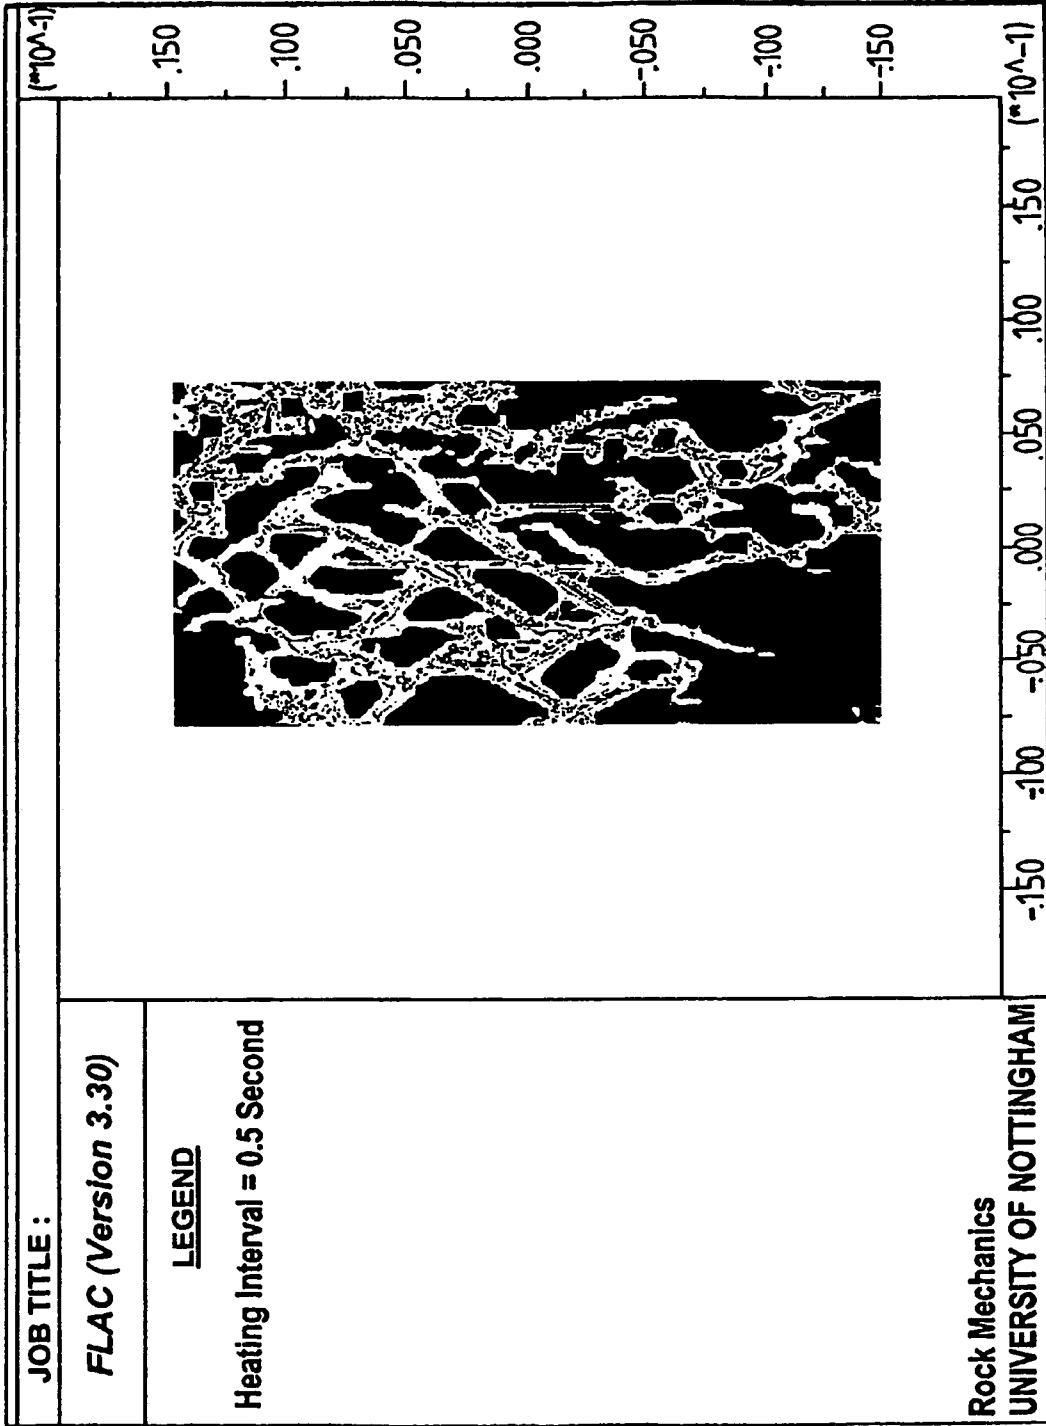 JOB TITLE :
FLAC (Version 3.30)
LEGEND
Heating Interval = 0.5 Second
Rock Mechanics
UNIVERSITY OF NOTTINGHAM
(*10^-1)
.150
.100
.050
.000
-.050
-.100
-.150
-.150
-.100
-.050
.000
.050
.100
.150
(*10^-1)